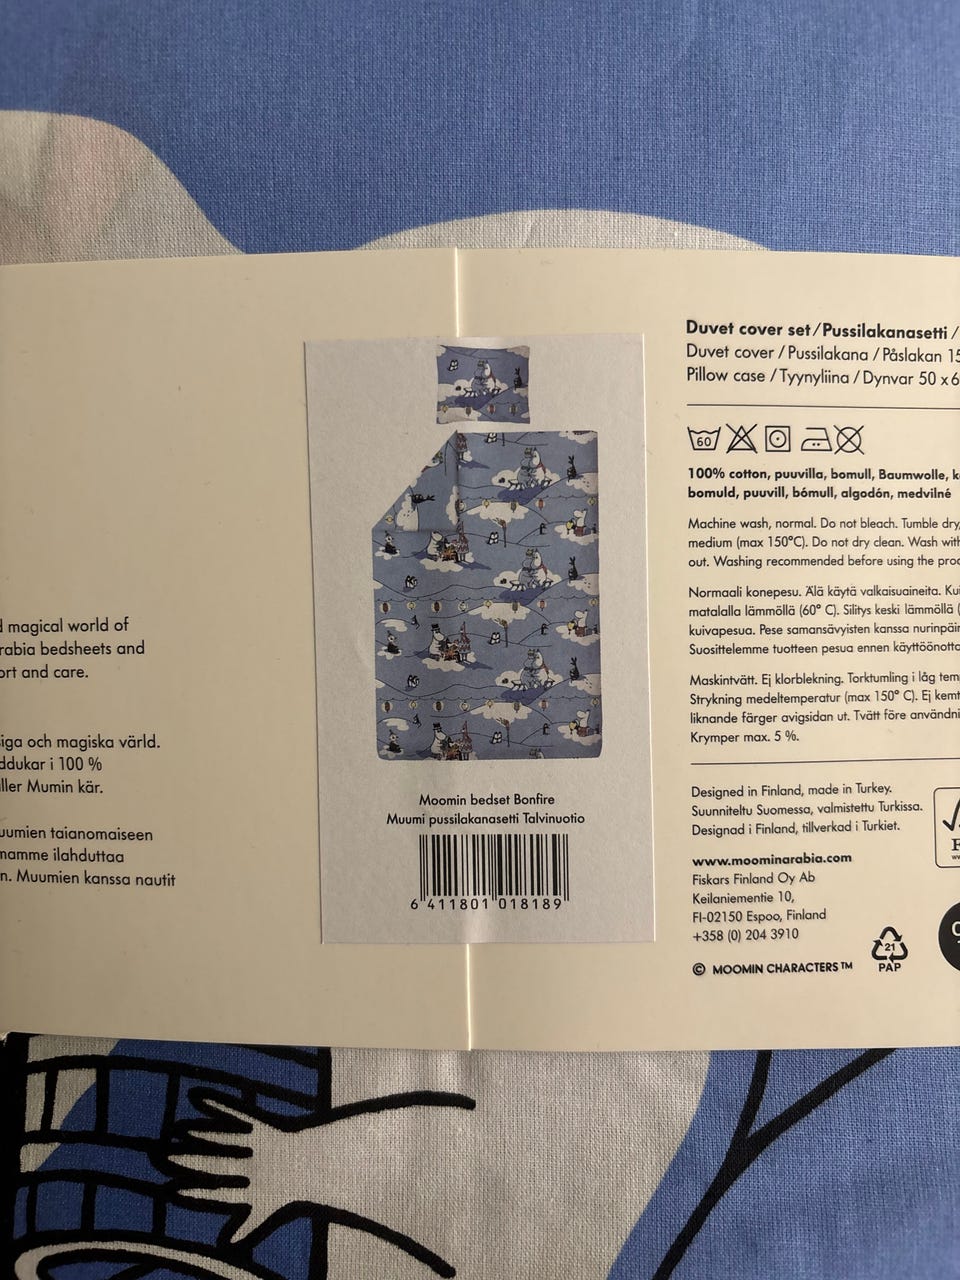 d magical world of
rabia bedsheets and
ort and care.
siga och magiska värld.
ddukar i 100 %
iller Mumin kär.
uumien taianomaiseen
mamme ilahduttaa
n. Muumien kanssa nautit
Moomin bedset Bonfire
Muumi pussilakanasetti Talvinuotio
6 411801 018189
Duvet cover set/Pussilakanasetti /
Duvet cover / Pussilakana / Påslakan 15
Pillow case / Tyynyliina / Dynvar 50 x 6
60
100% cotton, puuvilla, bomull, Baumwolle, k
bomuld, puuvill, bómull, algodón, medvilné
Machine wash, normal. Do not bleach. Tumble dry,
medium (max 150°C). Do not dry clean. Wash with
out. Washing recommended before using the proc
Normaali konepesu. Älä käytä valkaisuaineita. Kui
matalalla lämmöllä (60° C). Silitys keski lämmöllä (
kuivapesua. Pese samansävyisten kanssa nurinpäin
Suosittelemme tuotteen pesua ennen käyttöönotto
Maskintvätt. Ej klorblekning. Torktumling i låg tem
Strykning medeltemperatur (max 150° C). Ej kemt
liknande färger avigsidan ut. Tvätt före användni
Krymper max. 5 %.
Designed in Finland, made in Turkey.
Suunniteltu Suomessa, valmistettu Turkissa.
Designad i Finland, tillverkad i Turkiet.
www.moominarabia.com
Fiskars Finland Oy Ab
Keilaniementie 10,
FI-02150 Espoo, Finland
+358 (0) 204 3910
© MOOMIN CHARACTERS™
21
PAP